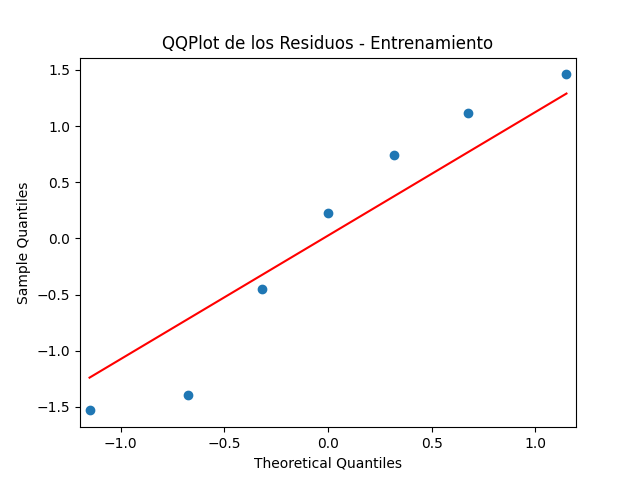 QQPlot de los Residuos - Entrenamiento
1.5
1.0
0.5
0.0
−0.5
−1.0
−1.5
Sample Quantiles
−1.0 −0.5 0.0 0.5 1.0
Theoretical Quantiles